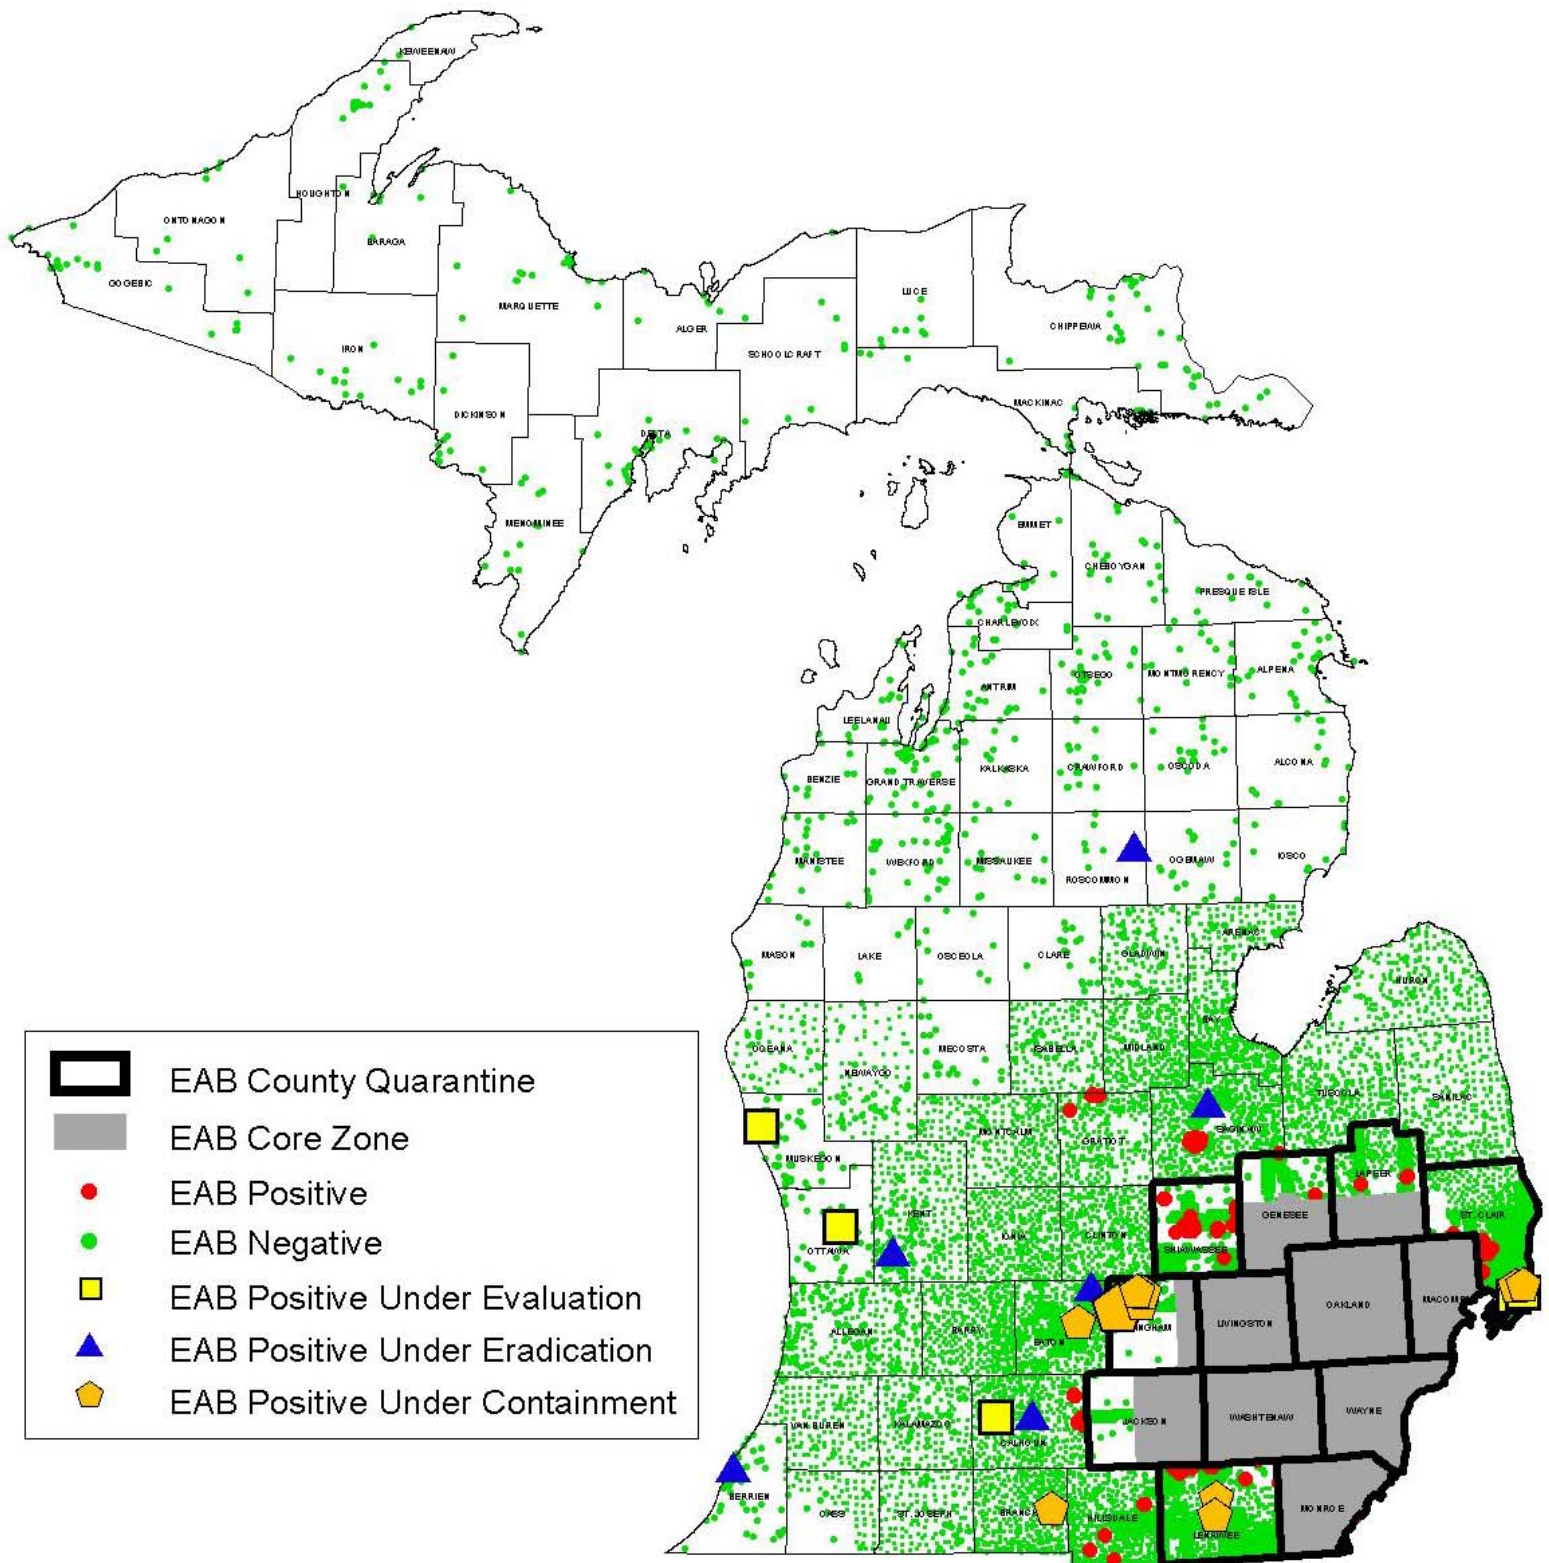 KEWEENAW
HOUGHTON
ONTONAGON
BARAGA
GOGEBIC
LUCE
MARQUETTE
CHIPPEWA
ALGER
IRON
SCHOOLCRAFT
MACKINAC
DICKINSON
DELTA
MENOMINEE
EMMET
CHEBOYGAN
PRESQUE ISLE
CHARLEVOIX
ALPENA
OTSEGO
MONTMORENCY
ANTRIM
LEELANAU
ALCONA
KALKASKA
CRAWFORD
OSCODA
BENZIE
GRAND TRAVERSE
MANISTEE
WEXFORD
MISSAUKEE
ROSCOMMON
OGEMAW
IOSCO
ARENAC
MASON
LAKE
OSCEOLA
CLARE
GLADWIN
HURON
BAY
OCEANA
NEWAYGO
MECOSTA
ISABELLA
MIDLAND
TUSCOLA
SANILAC
MONTCALM
GRATIOT
SAGINAW
MUSKEGON
LAPEER
KENT
GENESEE
ST. CLAIR
OTTAWA
IONIA
CLINTON
SHIAWASSEE
OAKLAND
MACOMB
LIVINGSTON
ALLEGAN
BARRY
EATON
INGHAM
VAN BUREN
KALAMAZOO
CALHOUN
JACKSON
WASHTENAW
WAYNE
BERRIEN
CASS
ST. JOSEPH
BRANCH
HILLSDALE
LENAWEE
MONROE
EAB County Quarantine
EAB Core Zone
EAB Positive
EAB Negative
EAB Positive Under Evaluation
EAB Positive Under Eradication
EAB Positive Under Containment